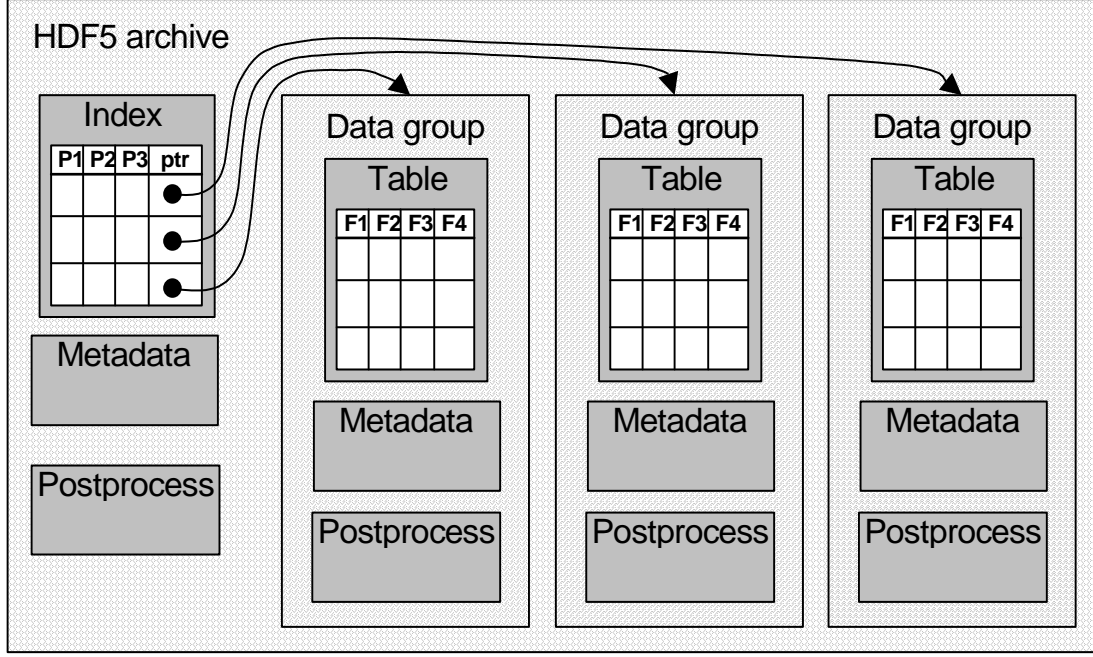 HDF5 archive
Index
P1 P2 P3 ptr
Metadata
Postprocess
Data group
Table
F1 F2 F3 F4
Metadata
Postprocess
Data group
Table
F1 F2 F3 F4
Metadata
Postprocess
Data group
Table
F1 F2 F3 F4
Metadata
Postprocess